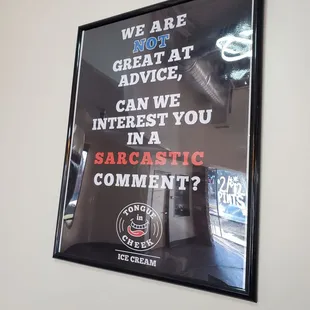 WE ARE
NOT
GREAT AT
ADVICE,
CAN WE
INTEREST YOU
IN A
SARCASTIC
COMMENT?
TONGUE
in
CHEEK
ICE CREAM